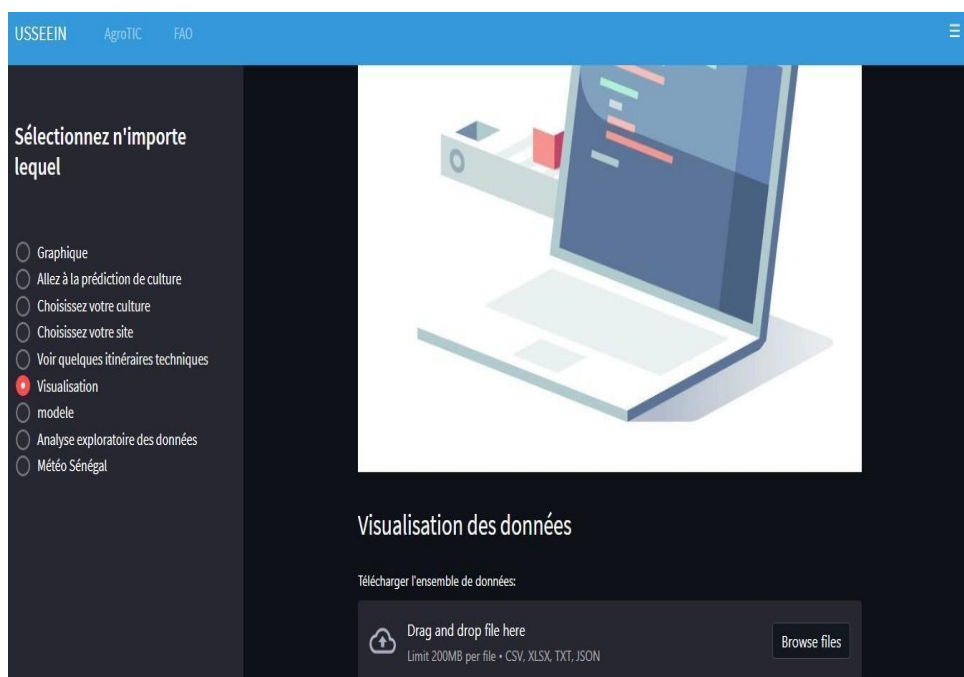 USSEEIN AgroTIC FAO
Sélectionnez n'importe
lequel
Graphique
Allez à la prédiction de culture
Choisissez votre culture
Choisissez votre site
Voir quelques itinéraires techniques
Visualisation
modele
Analyse exploratoire des données
Météo Sénégal
Visualisation des données
Télécharger l'ensemble de données:
Drag and drop file here
Limit 200MB per file • CSV, XLSX, TXT, JSON
Browse files